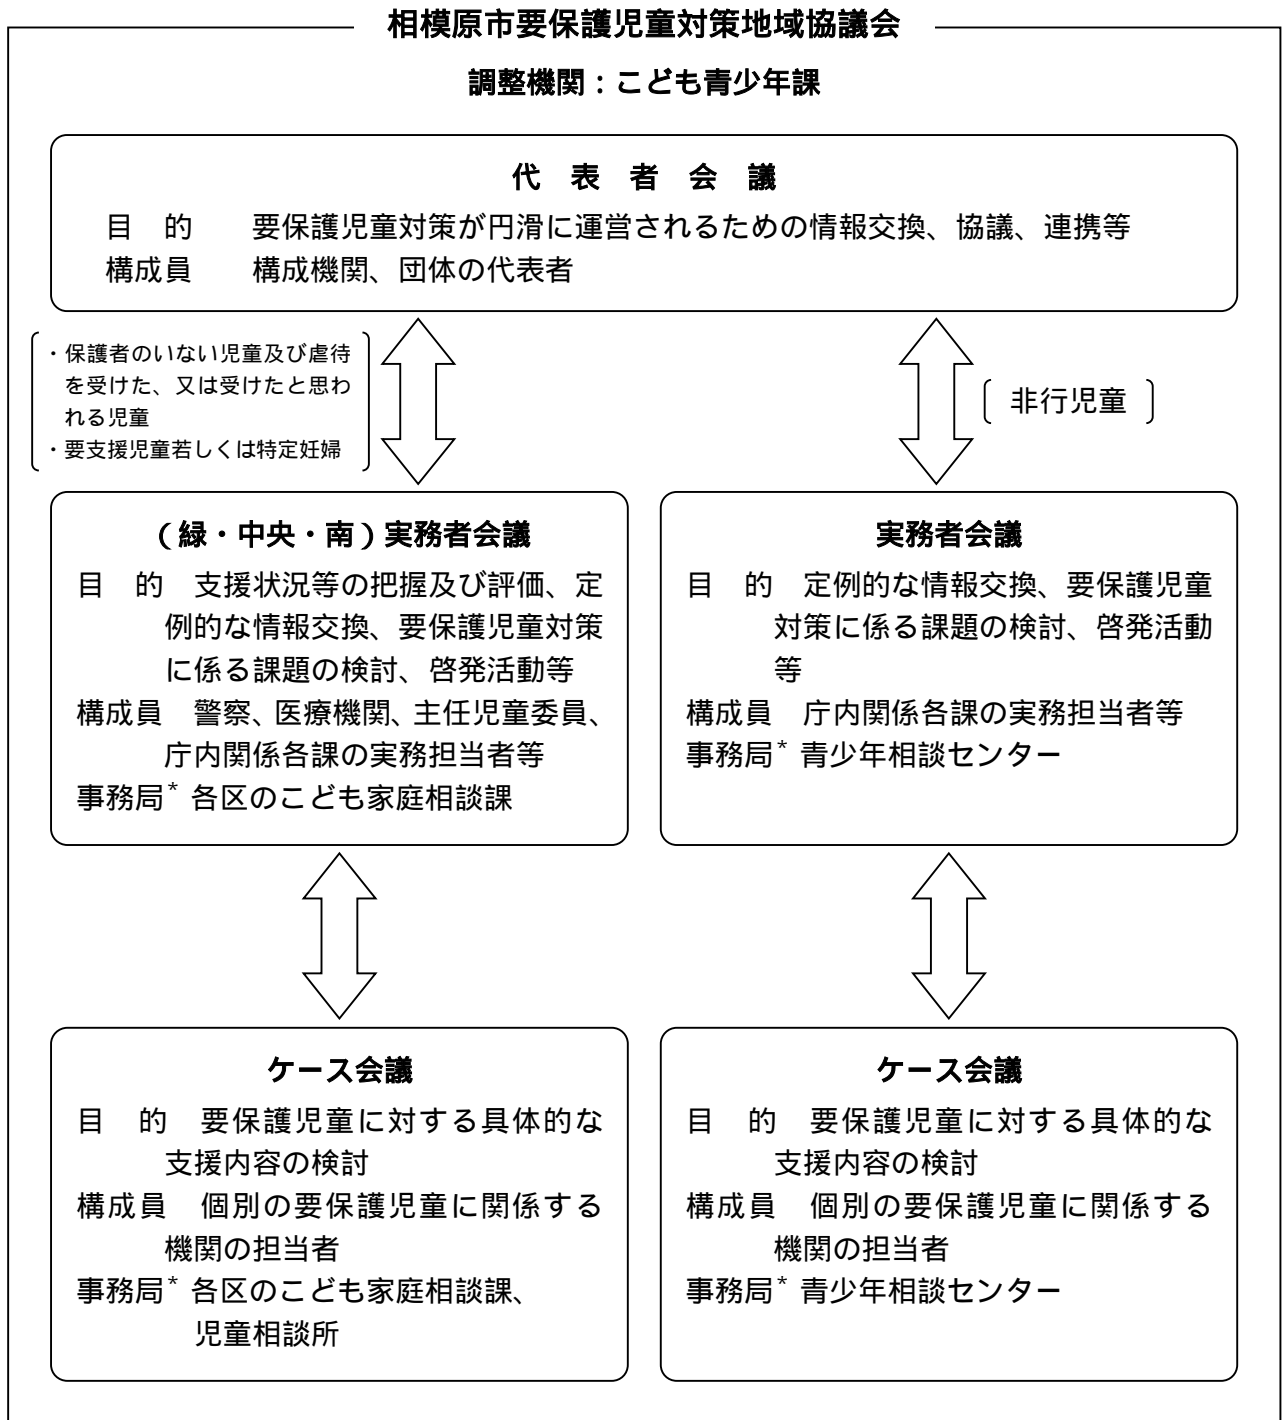 相模原市要保護児童対策地域協議会
調整機関：こども青少年課
代　表　者　会　議
目　的　　要保護児童対策が円滑に運営されるための情報交換、協議、連携等
構成員　　構成機関、団体の代表者
・保護者のいない児童及び虐待
を受けた、又は受けたと思わ
れる児童
・要支援児童若しくは特定妊婦
非行児童
（緑・中央・南）実務者会議
目　的　支援状況等の把握及び評価、定
例的な情報交換、要保護児童対策
に係る課題の検討、啓発活動等
構成員　警察、医療機関、主任児童委員、
庁内関係各課の実務担当者等
事務局* 各区のこども家庭相談課
実務者会議
目　的　定例的な情報交換、要保護児童
対策に係る課題の検討、啓発活動
等
構成員　庁内関係各課の実務担当者等
事務局* 青少年相談センター
ケース会議
目　的　要保護児童に対する具体的な
支援内容の検討
構成員　個別の要保護児童に関係する
機関の担当者
事務局* 各区のこども家庭相談課、
児童相談所
ケース会議
目　的　要保護児童に対する具体的な
支援内容の検討
構成員　個別の要保護児童に関係する
機関の担当者
事務局* 青少年相談センター